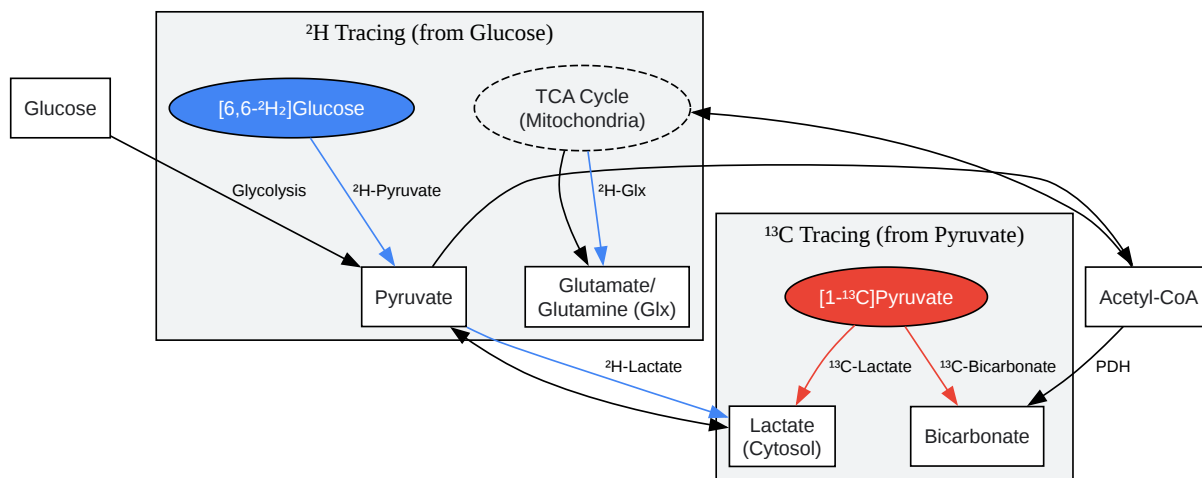 ²H Tracing (from Glucose)
Glucose
[6,6-²H₂]Glucose
TCA Cycle
(Mitochondria)
Glycolysis
²H-Pyruvate
²H-Glx
¹³C Tracing (from Pyruvate)
Pyruvate
Glutamate/
Glutamine (Glx)
[1-¹³C]Pyruvate
Acetyl-CoA
²H-Lactate
¹³C-Lactate
¹³C-Bicarbonate
PDH
Lactate
(Cytosol)
Bicarbonate